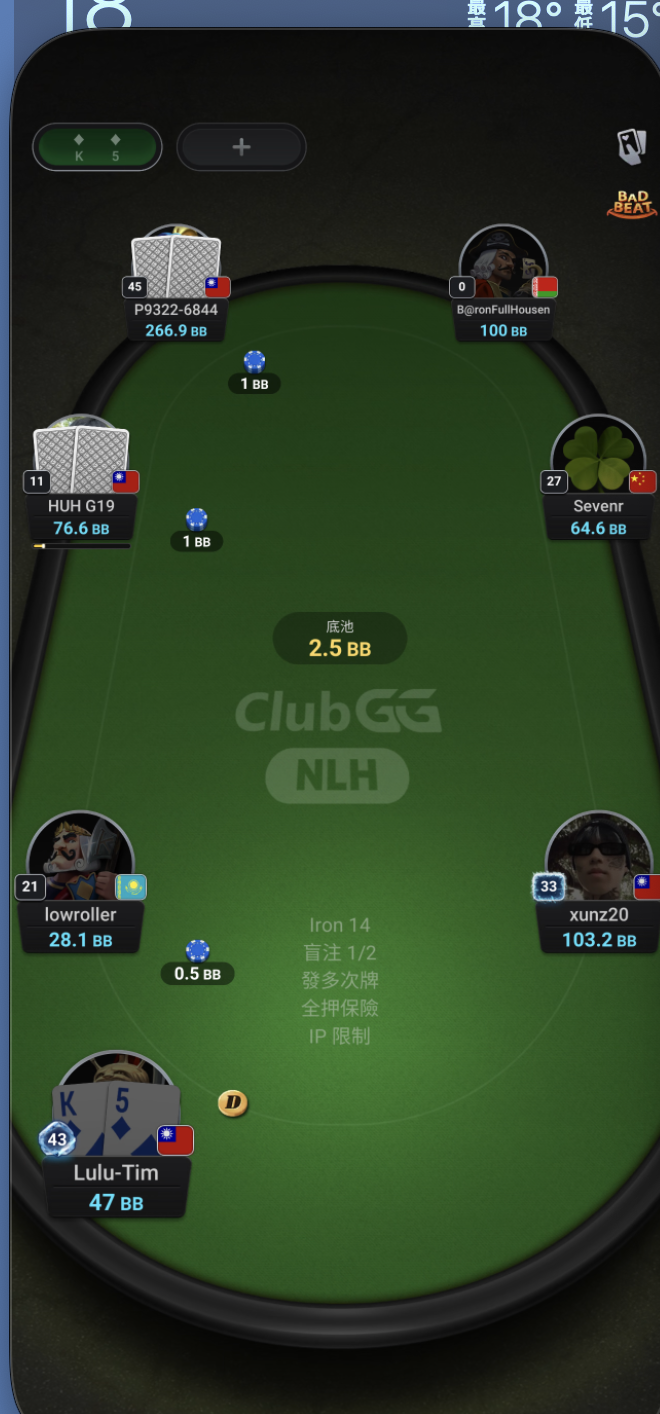 18
最高 18° 最低 15°
K 5
+
BAD
BEAT
45
P9322-6844
266.9 BB
0
B@ronFullHousen
100 BB
1 BB
11
HUH G19
76.6 BB
27
Sevenr
64.6 BB
1 BB
底池
2.5 BB
ClubGG
NLH
21
lowroller
28.1 BB
33
xunz20
103.2 BB
0.5 BB
Iron 14
盲注 1/2
發多次牌
全押保險
IP 限制
D
K 5
43
Lulu-Tim
47 BB